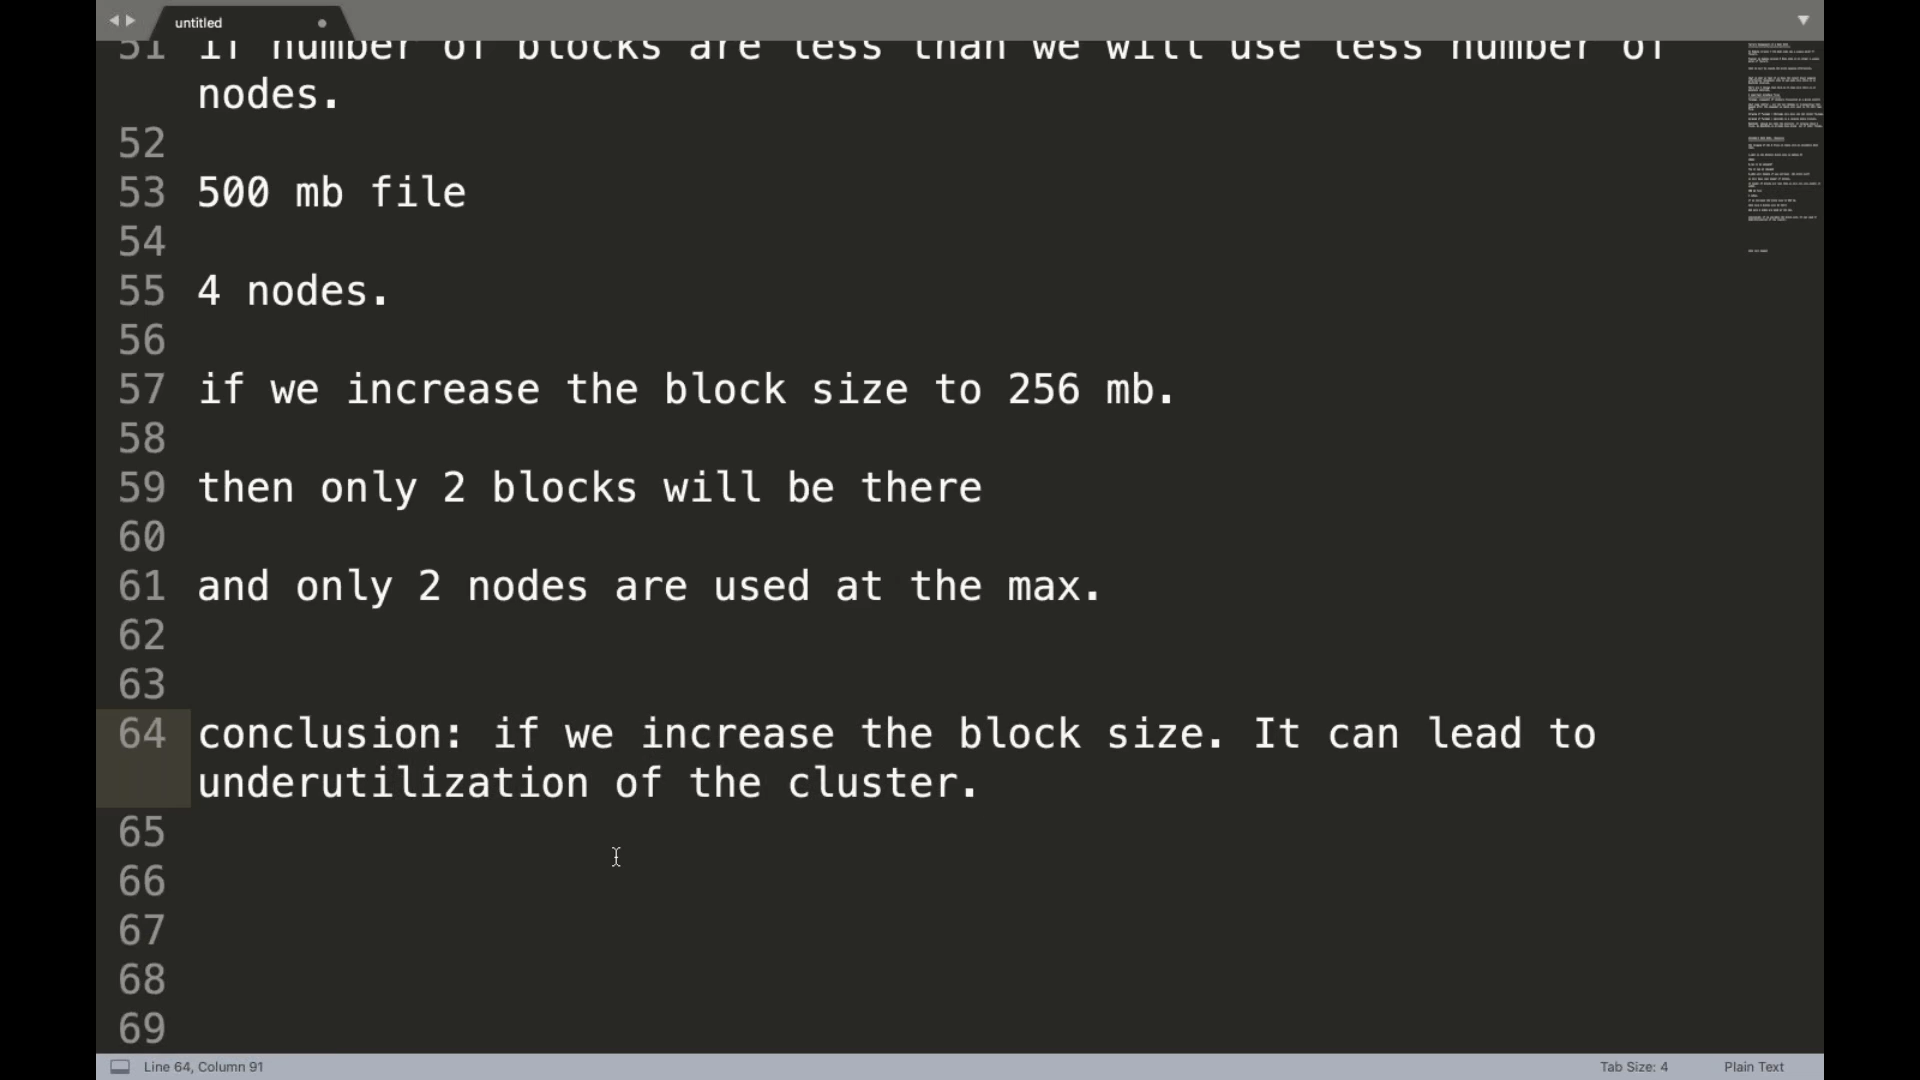 untitled
51 if number of blocks are less than we will use less number of
nodes.
52
53 500 mb file
54
55 4 nodes.
56
57 if we increase the block size to 256 mb.
58
59 then only 2 blocks will be there
60
61 and only 2 nodes are used at the max.
62
63
64 conclusion: if we increase the block size. It can lead to
underutilization of the cluster.
65
66
67
68
69
Line 64, Column 91
Tab Size: 4
Plain Text